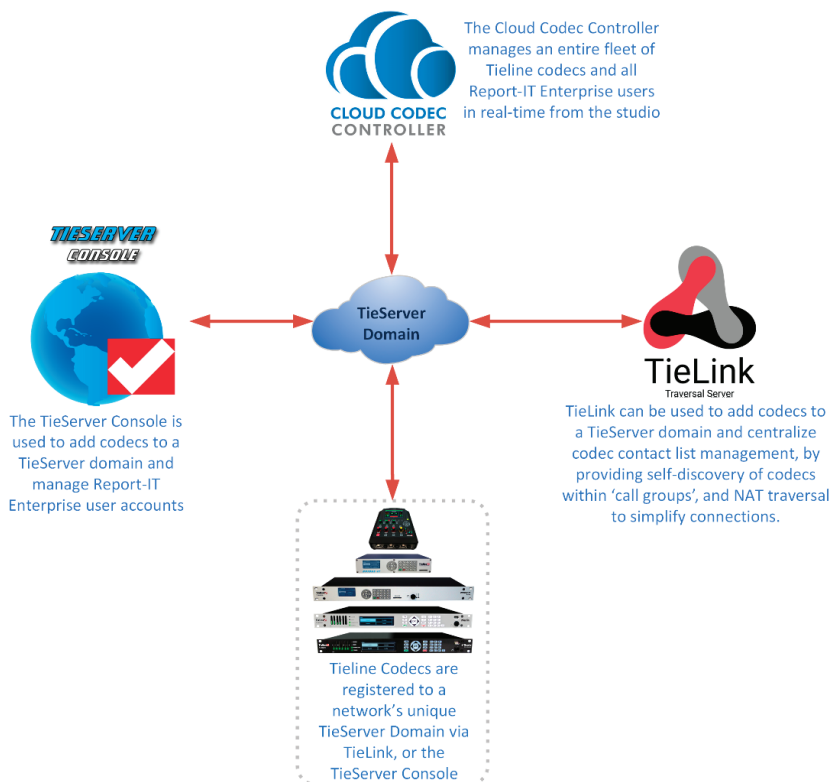 The Cloud Codec Controller
manages an entire fleet of
Tieline codecs and all
Report-IT Enterprise users
in real-time from the studio
CLOUD CODEC
CONTROLLER
TIESERVER
CONSOLE
TieServer
Domain
TieLink
Traversal Server
The TieServer Console is
used to add codecs to a
TieServer domain and
manage Report-IT
Enterprise user accounts
TieLink can be used to add codecs to
a TieServer domain and centralize
codec contact list management, by
providing self-discovery of codecs
within ‘call groups’, and NAT traversal
to simplify connections.
Tieline Codecs are
registered to a
network’s unique
TieServer Domain via
TieLink, or the
TieServer Console